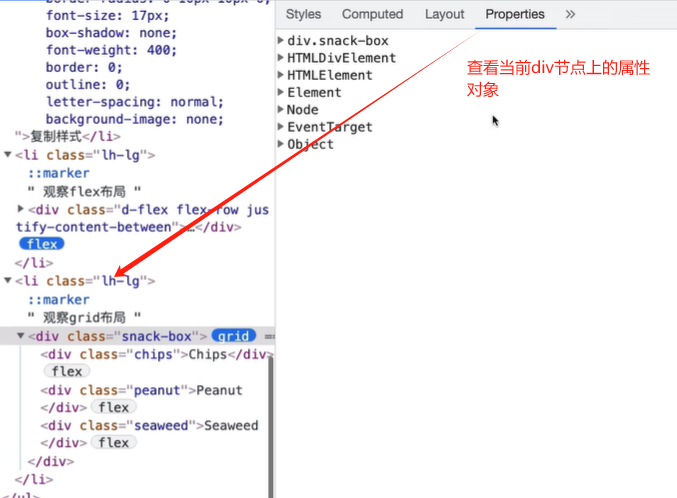 border-radius: 0 10px 10px 0;
font-size: 17px;
box-shadow: none;
font-weight: 400;
border: 0;
outline: 0;
letter-spacing: normal;
background-image: none;
">复制样式</li>
<li class="lh-lg">
::marker
" 观察flex布局 "
<div class="d-flex flex-row jus
tify-content-between">…</div>
flex
</li>
<li class="lh-lg">
::marker
" 观察grid布局 "
<div class="snack-box"> grid ==
<div class="chips">Chips</div>
flex
<div class="peanut">Peanut
</div> flex
<div class="seaweed">Seaweed
</div> flex
</div>
</li>
</ul>
Styles Computed Layout Properties »
div.snack-box
HTMLDivElement
HTMLElement
Element
Node
EventTarget
Object
查看当前div节点上的属性
对象